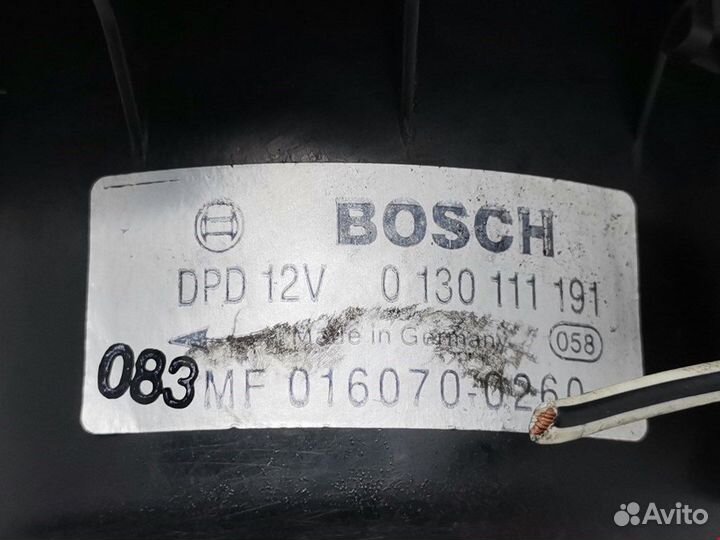 BOSCH
DPD 12V 0 130 111 191
Made in Germany 058
083 MF 016070-0260
Avito